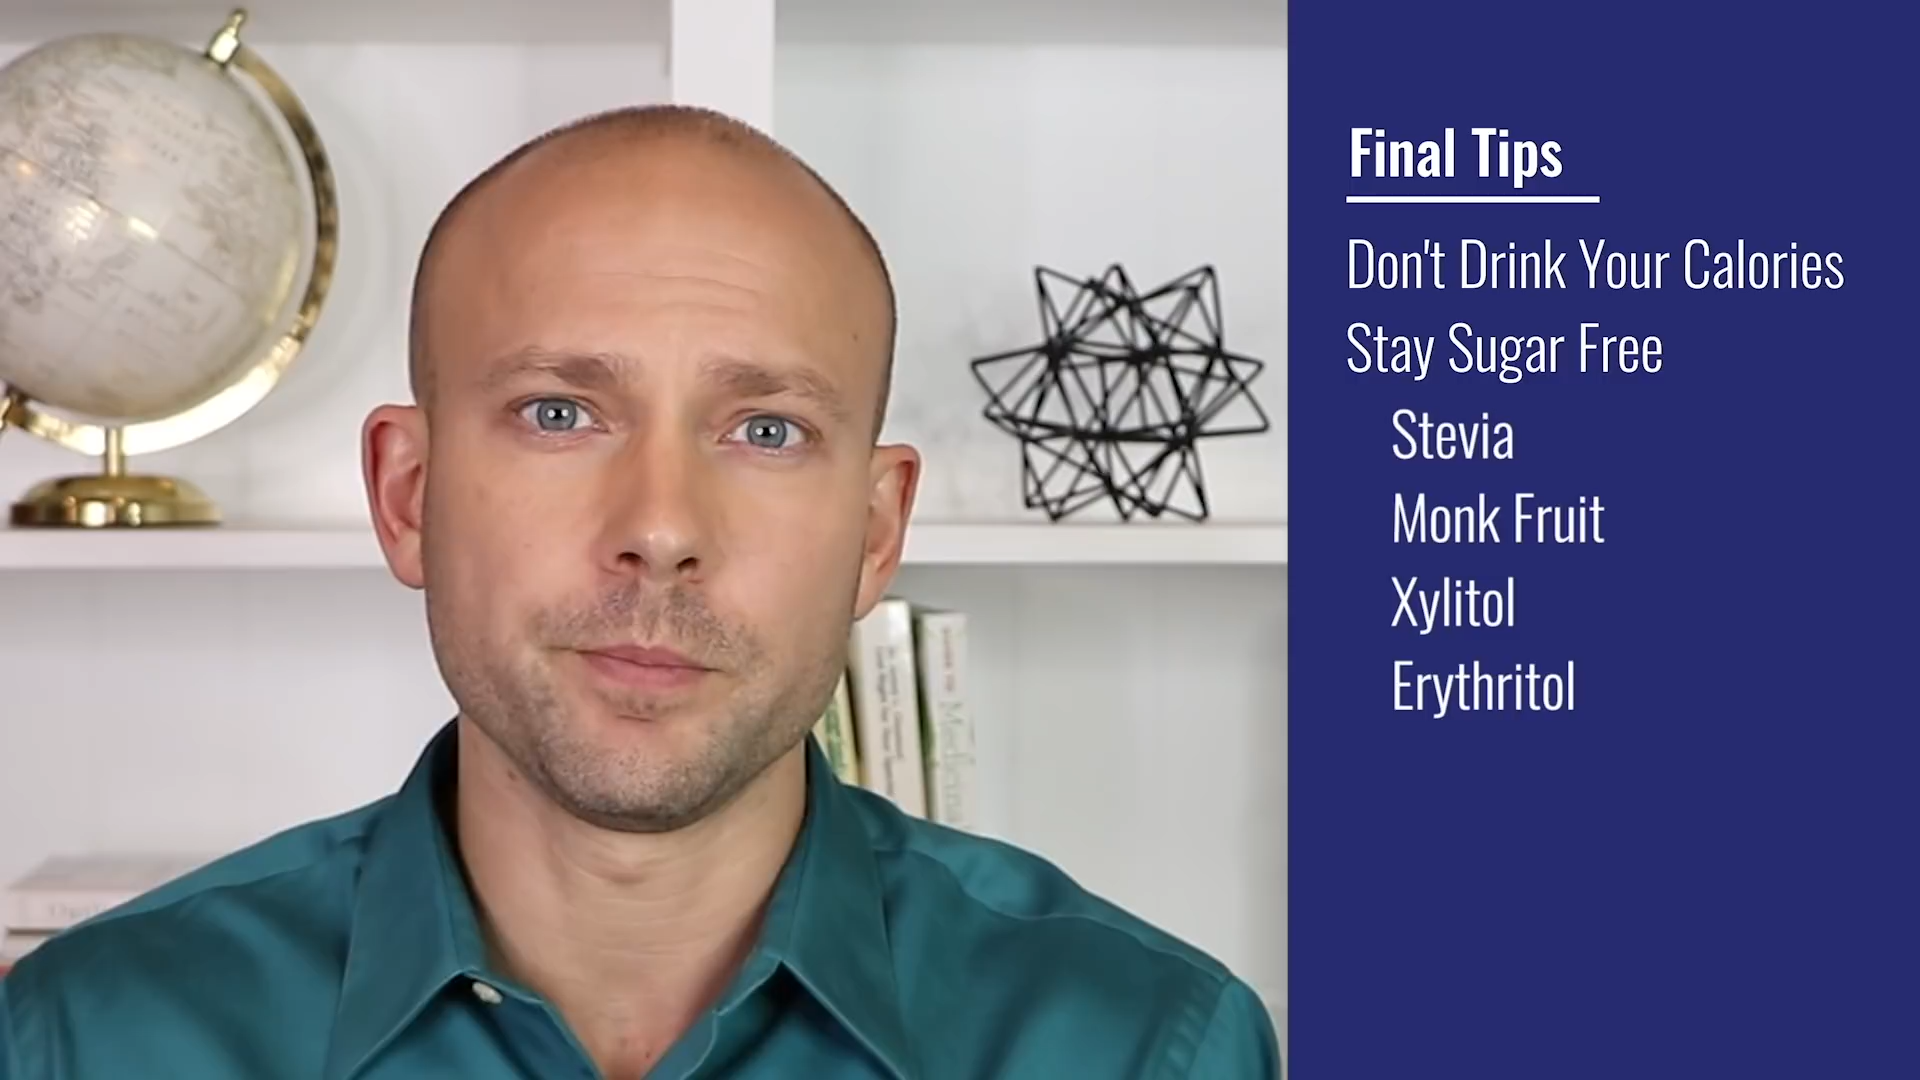 Final Tips
Don't Drink Your Calories
Stay Sugar Free
Stevia
Monk Fruit
Xylitol
Erythritol